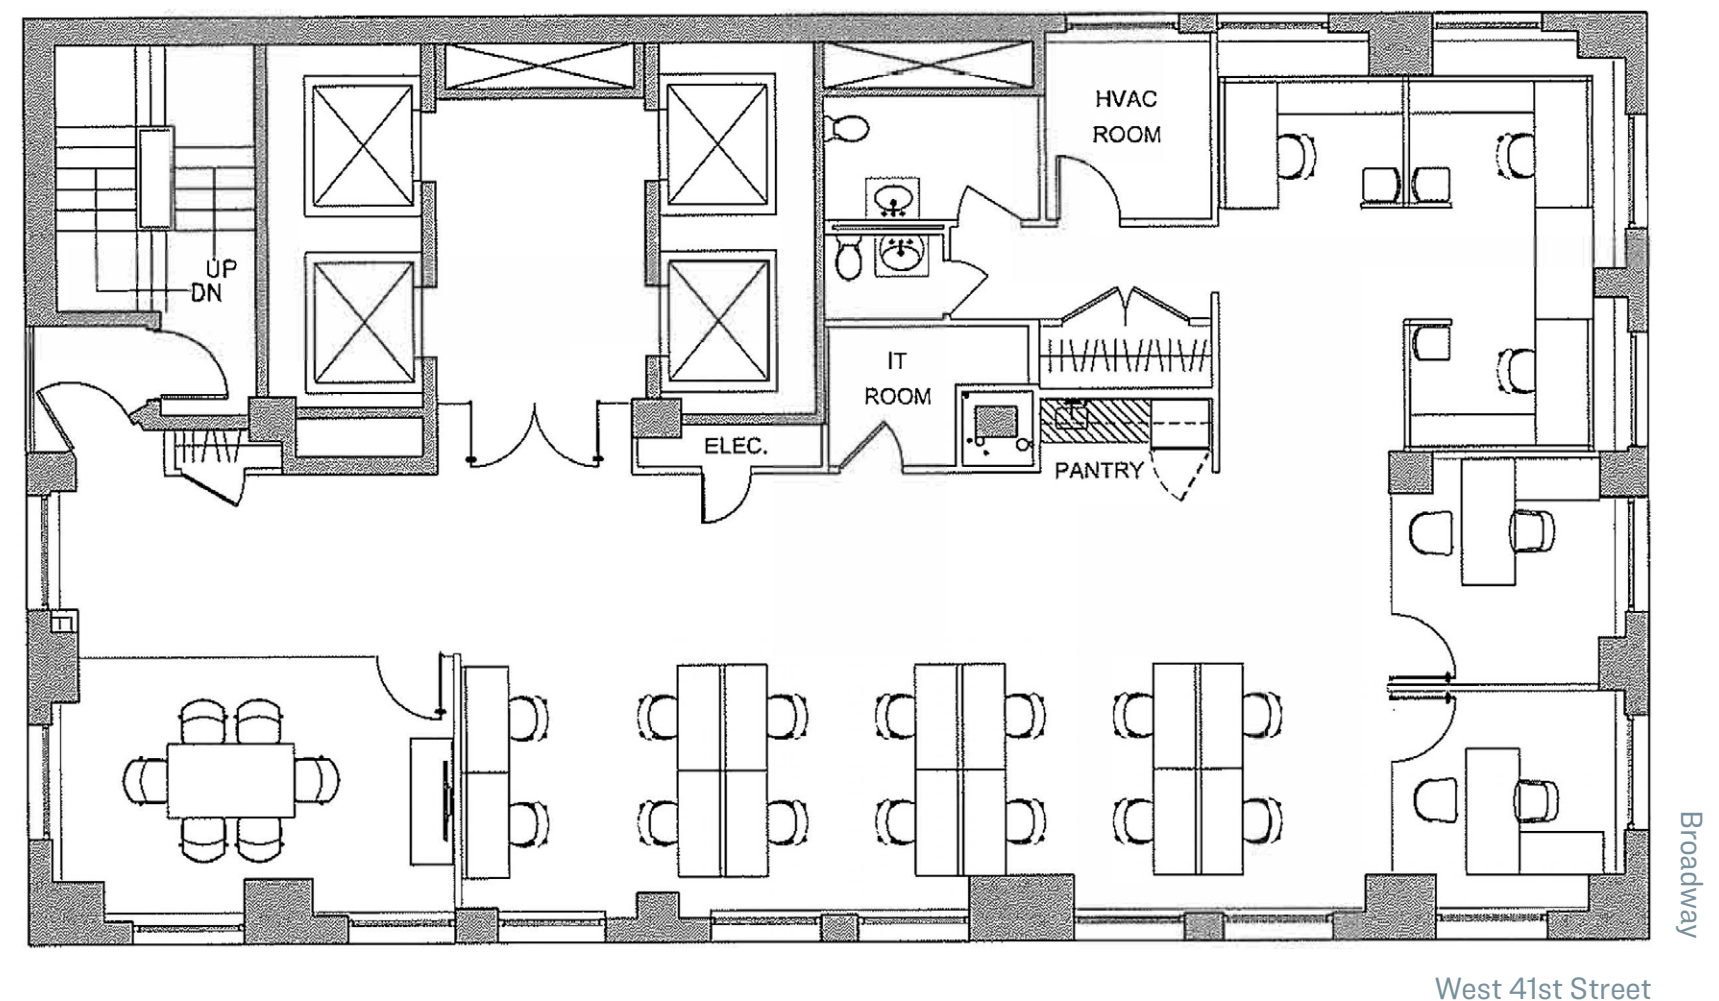 HVAC
ROOM
UP
DN
IT
ROOM
ELEC.
PANTRY
Broadway
West 41st Street